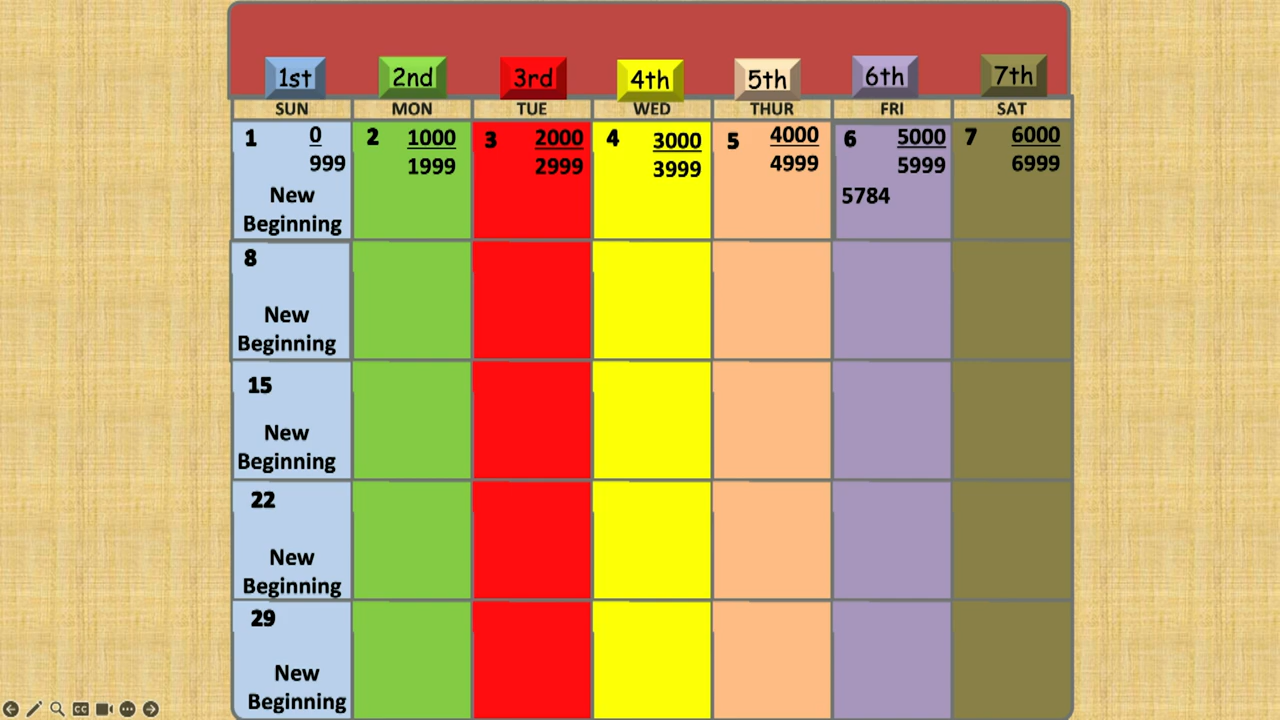 1st 2nd 3rd 4th 5th 6th 7th
SUN MON TUE WED THUR FRI SAT
1 0 2 1000 3 2000 4 3000 5 4000 6 5000 7 6000
999 1999 2999 3999 4999 5999 6999
New 5784
Beginning
8
New
Beginning
15
New
Beginning
22
New
Beginning
29
New
Beginning
CC